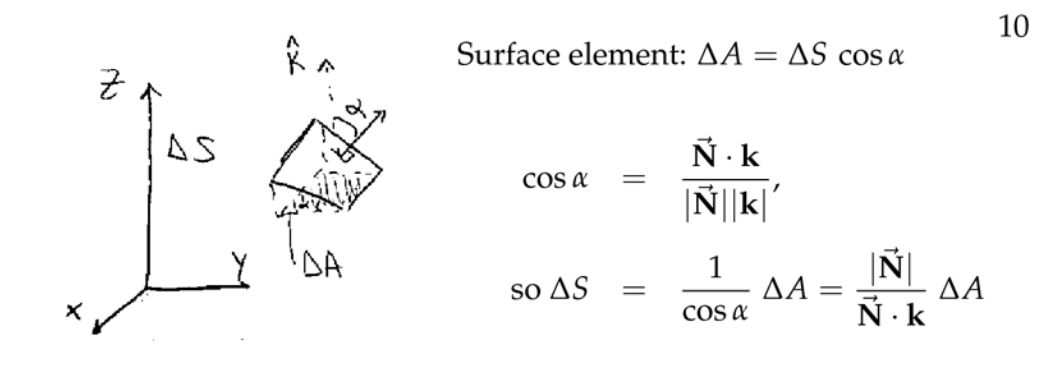 10
Surface element: ΔA = ΔS cos α
Z
k̂
α
ΔS
cos α = (N⃗ · k) / (|N⃗||k|),
Y
ΔA
X
so ΔS = (1 / cos α) ΔA = (|N⃗| / (N⃗ · k)) ΔA